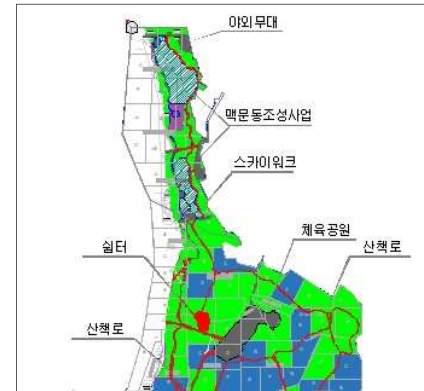 야외무대
맥문동조성사업
스카이워크
체육공원
쉼터
산책로
산책로